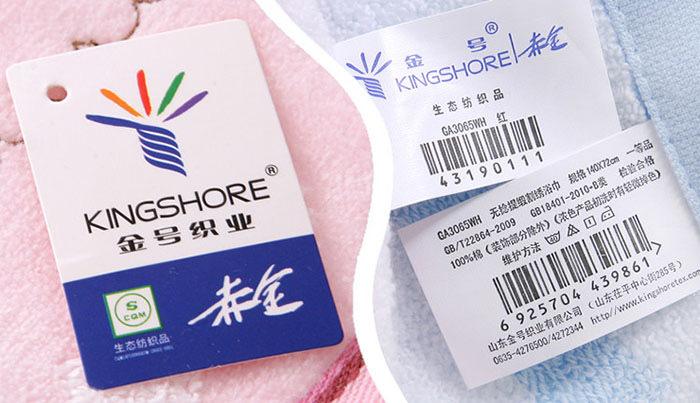 KINGSHORE®
金号织业
S
CQM
生态纺织品
赤金
金 号 ®
KINGSHORE 赤金
生态纺织品
GA3065WH 红
43190111
GA3065WH 无捻提缎割绣浴巾 规格140X72cm 一等品
GB/T22864-2009 GB18401-2010-B类 检验合格
100%棉(装饰部分除外)(浓色产品初洗时有轻微掉色)
维护方法
6 925704 439861
山东金号织业有限公司 (山东茌平中心街285号)
0635-4276500/4272344 http://www.kingshoretex.com